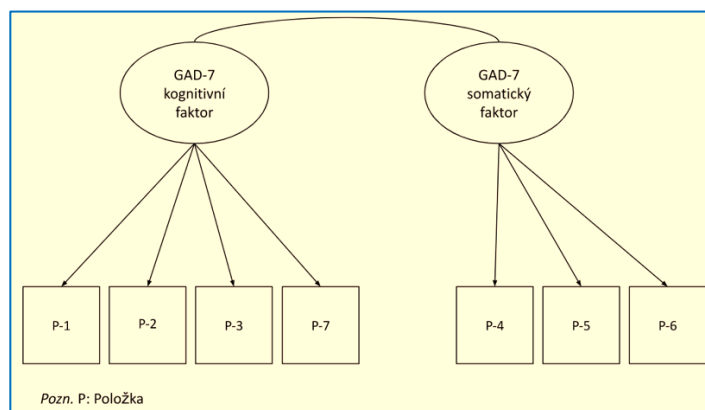 GAD-7
kognitivní
faktor
GAD-7
somatický
faktor
P-1
P-2
P-3
P-7
P-4
P-5
P-6
Pozn. P: Položka